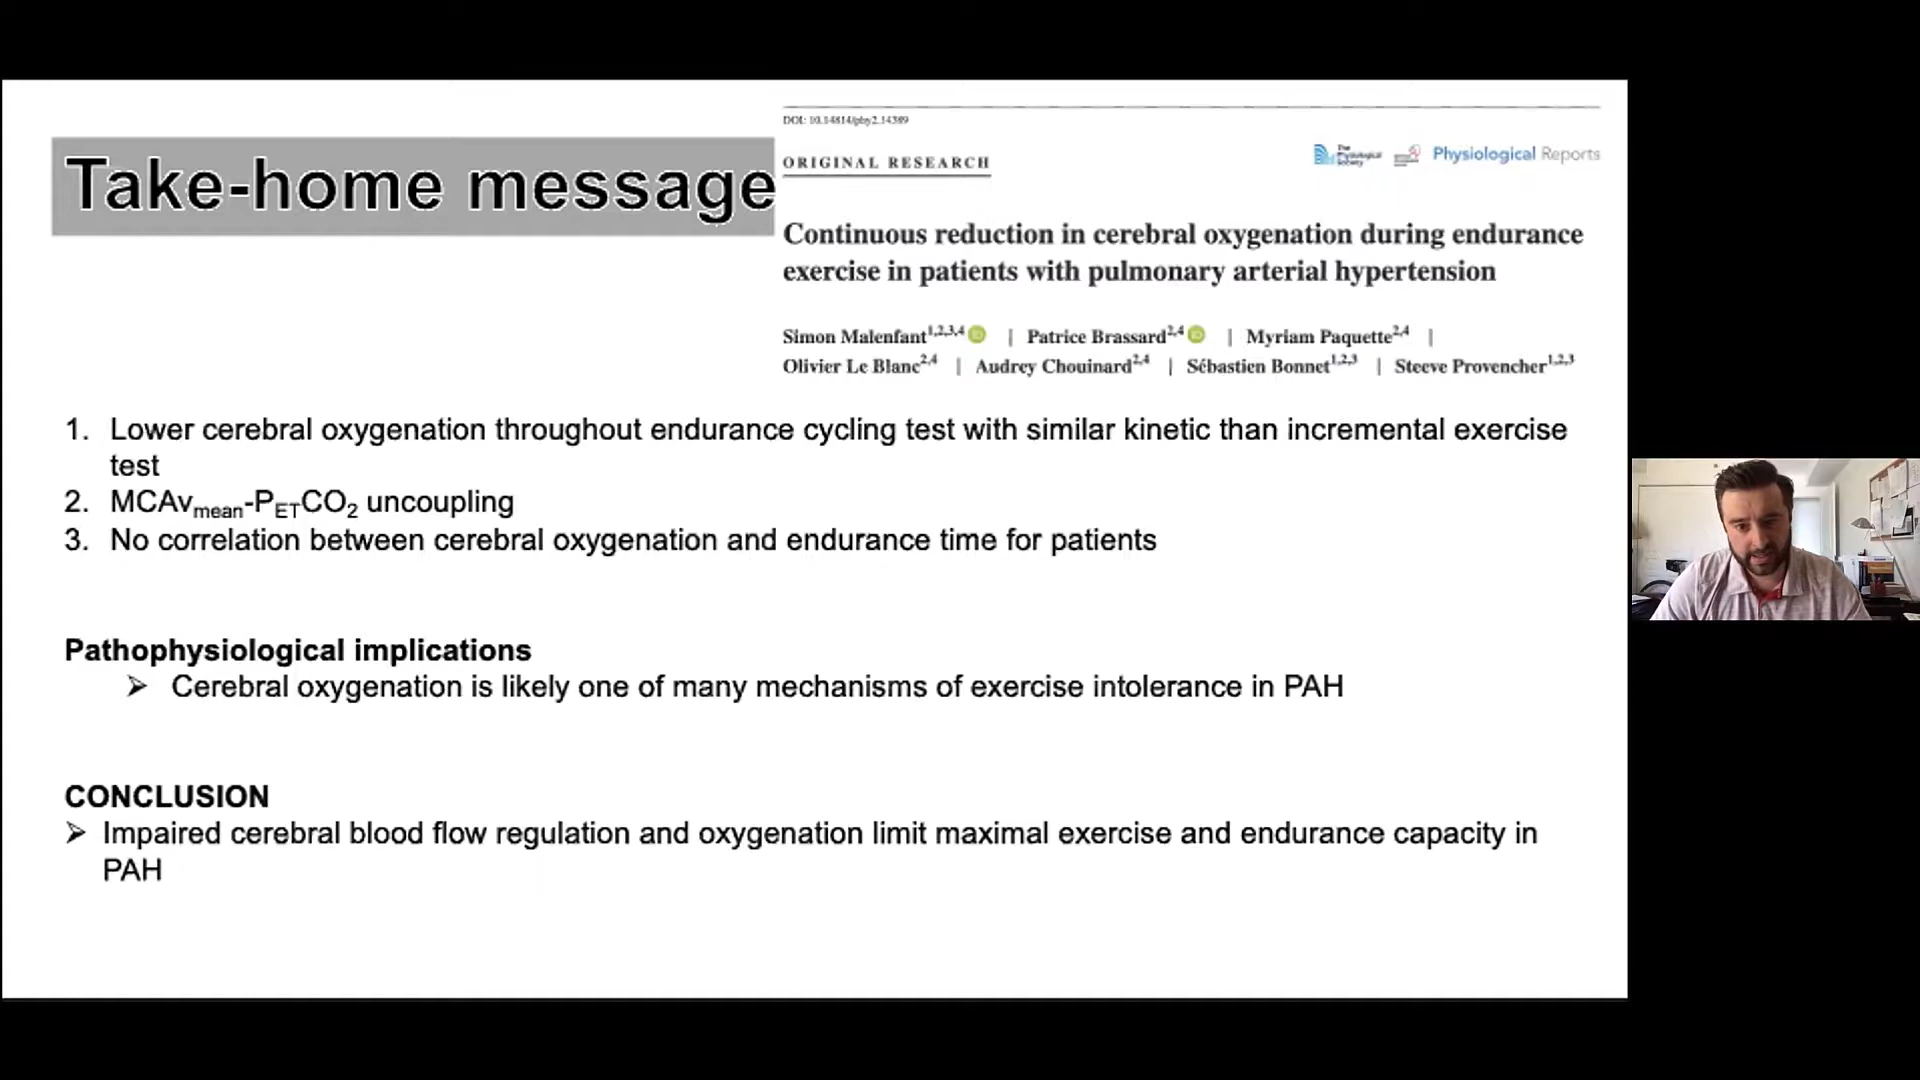 DOI: 10.14814/phy2.14389
ORIGINAL RESEARCH
The Physiological Society
Physiological Reports
Take-home message
Continuous reduction in cerebral oxygenation during endurance
exercise in patients with pulmonary arterial hypertension
Simon Malenfant1,2,3,4 | Patrice Brassard2,4 | Myriam Paquette2,4 |
Olivier Le Blanc2,4 | Audrey Chouinard2,4 | Sébastien Bonnet1,2,3 | Steeve Provencher1,2,3
1. Lower cerebral oxygenation throughout endurance cycling test with similar kinetic than incremental exercise
test
2. MCAvmean-PETCO2 uncoupling
3. No correlation between cerebral oxygenation and endurance time for patients
Pathophysiological implications
➢ Cerebral oxygenation is likely one of many mechanisms of exercise intolerance in PAH
CONCLUSION
➢ Impaired cerebral blood flow regulation and oxygenation limit maximal exercise and endurance capacity in
PAH